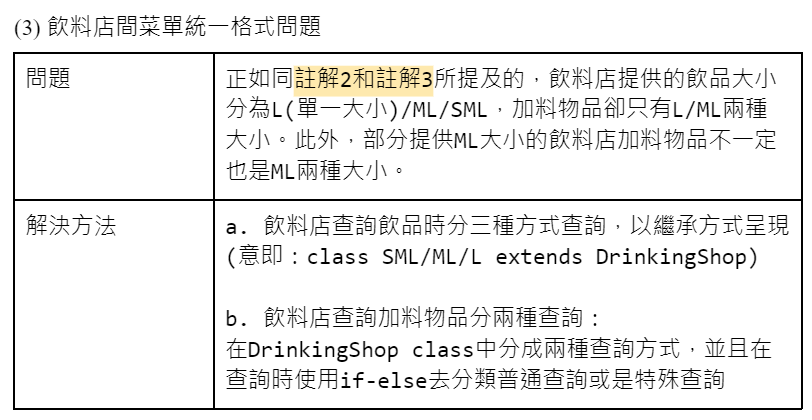 (3) 飲料店間菜單統一格式問題
問題
正如同註解2和註解3所提及的，飲料店提供的飲品大小
分為L(單一大小)/ML/SML，加料物品卻只有L/ML兩種
大小。此外，部分提供ML大小的飲料店加料物品不一定
也是ML兩種大小。
解決方法
a. 飲料店查詢飲品時分三種方式查詢，以繼承方式呈現
(意即：class SML/ML/L extends DrinkingShop)
b. 飲料店查詢加料物品分兩種查詢：
在DrinkingShop class中分成兩種查詢方式，並且在
查詢時使用if-else去分類普通查詢或是特殊查詢